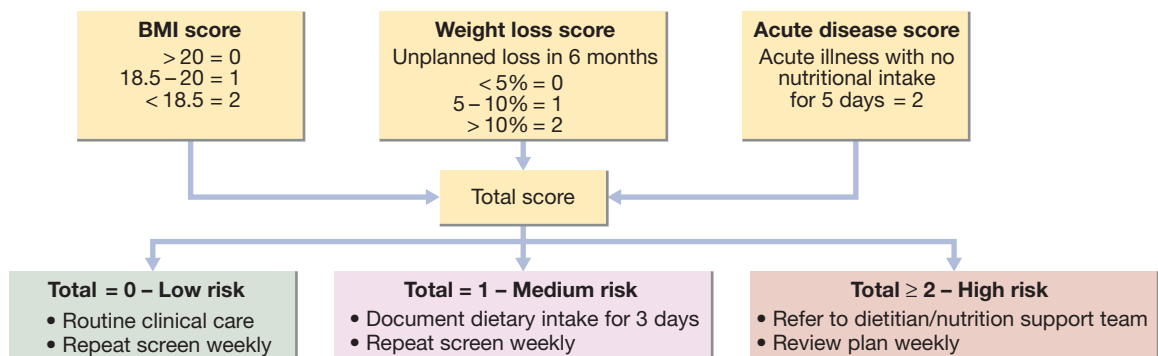 BMI score
> 20 = 0
18.5 – 20 = 1
< 18.5 = 2
Weight loss score
Unplanned loss in 6 months
< 5% = 0
5 – 10% = 1
> 10% = 2
Acute disease score
Acute illness with no
nutritional intake
for 5 days = 2
Total score
Total = 0 – Low risk
• Routine clinical care
• Repeat screen weekly
Total = 1 – Medium risk
• Document dietary intake for 3 days
• Repeat screen weekly
Total ≥ 2 – High risk
• Refer to dietitian/nutrition support team
• Review plan weekly